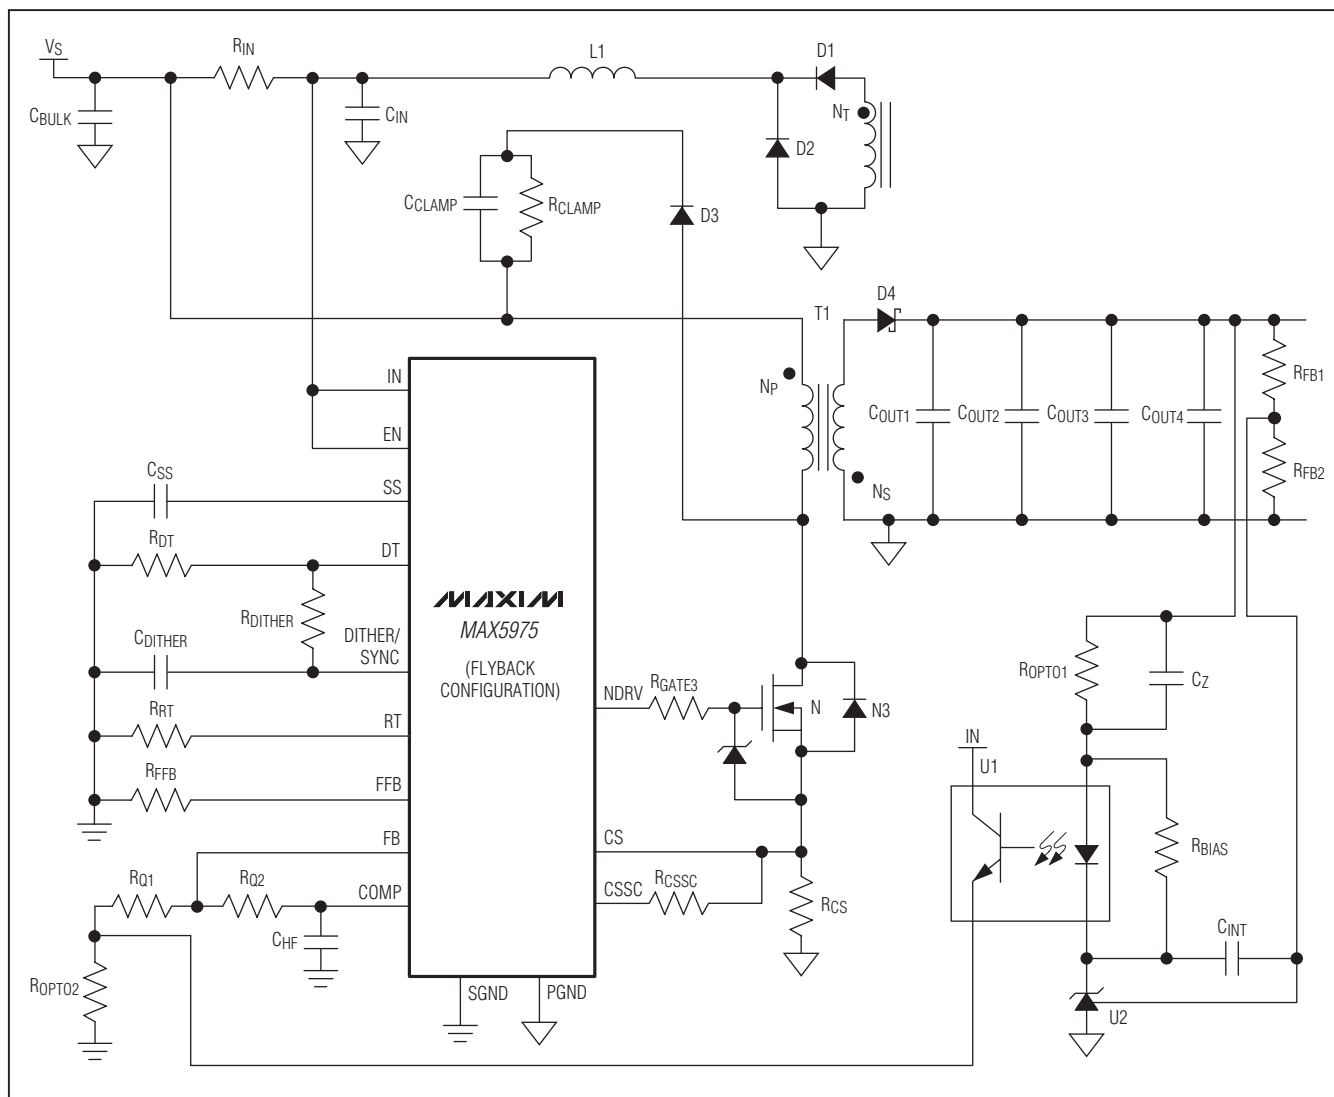 VS
RIN
L1
D1
CBULK
CIN
NT
D2
CCLAMP
RCLAMP
D3
D4
T1
NP
NS
COUT1
COUT2
COUT3
COUT4
RFB1
RFB2
IN
EN
CSS
SS
RDT
DT
RDITHER
CDITHER
DITHER/
SYNC
RRT
RT
RFFB
FFB
FB
RQ1
RQ2
COMP
CHF
ROPTO2
MAXIM
MAX5975
(FLYBACK
CONFIGURATION)
NDRV
RGATE3
N
N3
CS
CSSC
RCSSC
RCS
SGND
PGND
ROPTO1
CZ
IN
U1
RBIAS
CINT
U2